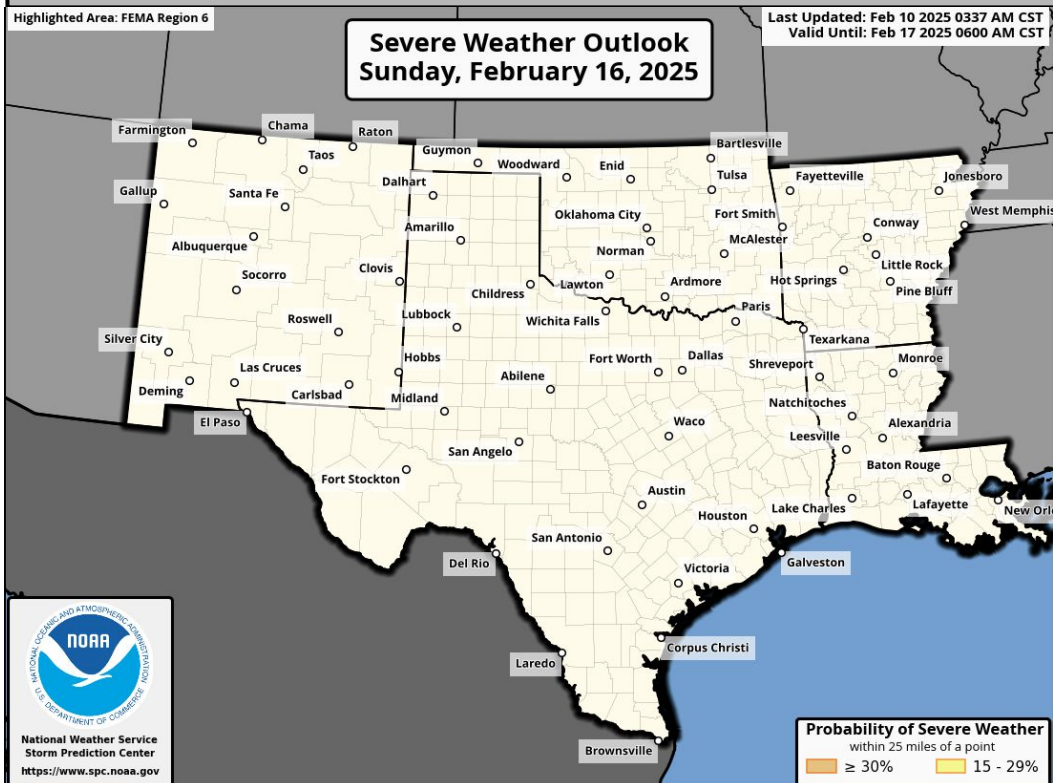 Highlighted Area: FEMA Region 6
Severe Weather Outlook
Sunday, February 16, 2025
Last Updated: Feb 10 2025 0337 AM CST
Valid Until: Feb 17 2025 0600 AM CST
Farmington
Chama
Raton
Taos
Guymon
Woodward
Enid
Bartlesville
Tulsa
Fayetteville
Jonesboro
Gallup
Santa Fe
Dalhart
Oklahoma City
Fort Smith
West Memphis
Albuquerque
Amarillo
Norman
McAlester
Conway
Socorro
Clovis
Childress
Lawton
Ardmore
Hot Springs
Little Rock
Pine Bluff
Roswell
Lubbock
Wichita Falls
Paris
Texarkana
Silver City
Las Cruces
Hobbs
Fort Worth
Dallas
Shreveport
Monroe
Deming
Carlsbad
Midland
Abilene
Natchitoches
El Paso
San Angelo
Waco
Leesville
Alexandria
Fort Stockton
Austin
Baton Rouge
Lake Charles
Lafayette
New Orl
Houston
San Antonio
Del Rio
Galveston
Victoria
Laredo
Corpus Christi
Brownsville
NATIONAL OCEANIC AND ATMOSPHERIC ADMINISTRATION
NOAA
U.S. DEPARTMENT OF COMMERCE
National Weather Service
Storm Prediction Center
https://www.spc.noaa.gov
Probability of Severe Weather
within 25 miles of a point
≥ 30%
15 - 29%